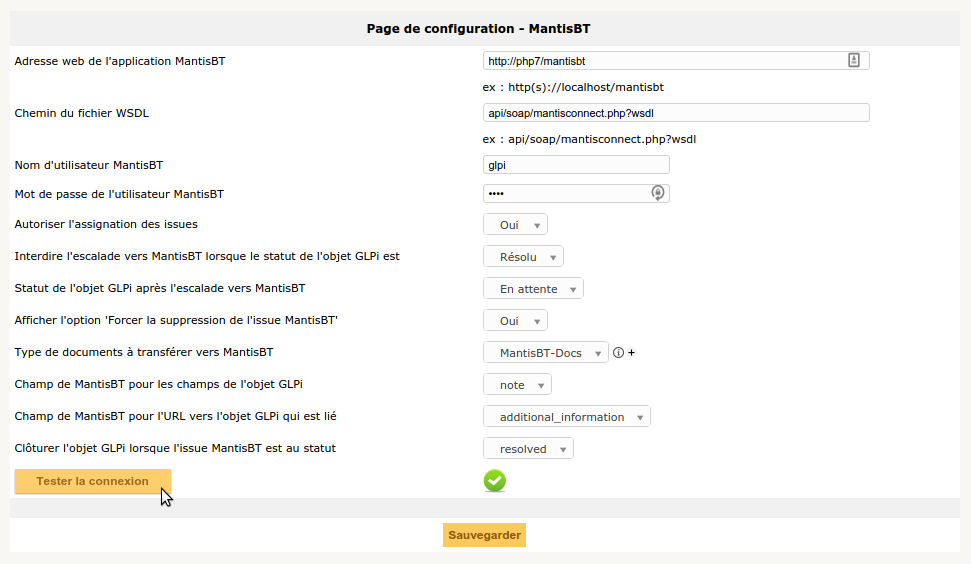 Page de configuration - MantisBT
Adresse web de l'application MantisBT http://php7/mantisbt
ex : http(s)://localhost/mantisbt
Chemin du fichier WSDL api/soap/mantisconnect.php?wsdl
ex : api/soap/mantisconnect.php?wsdl
Nom d'utilisateur MantisBT glpi
Mot de passe de l'utilisateur MantisBT ••••
Autoriser l'assignation des issues Oui
Interdire l'escalade vers MantisBT lorsque le statut de l'objet GLPi est Résolu
Statut de l'objet GLPi après l'escalade vers MantisBT En attente
Afficher l'option 'Forcer la suppression de l'issue MantisBT' Oui
Type de documents à transférer vers MantisBT MantisBT-Docs +
Champ de MantisBT pour les champs de l'objet GLPi note
Champ de MantisBT pour l'URL vers l'objet GLPi qui est lié additional_information
Clôturer l'objet GLPi lorsque l'issue MantisBT est au statut resolved
Tester la connexion
Sauvegarder